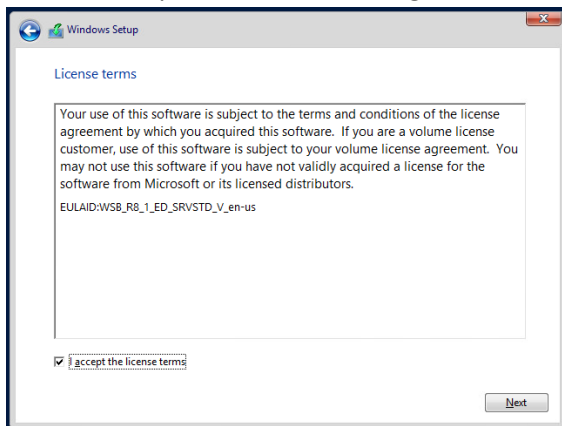 Windows Setup
License terms
Your use of this software is subject to the terms and conditions of the license
agreement by which you acquired this software.  If you are a volume license
customer, use of this software is subject to your volume license agreement.  You
may not use this software if you have not validly acquired a license for the
software from Microsoft or its licensed distributors.
EULAID:WSB_R8_1_ED_SRVSTD_V_en-us
I accept the license terms
Next